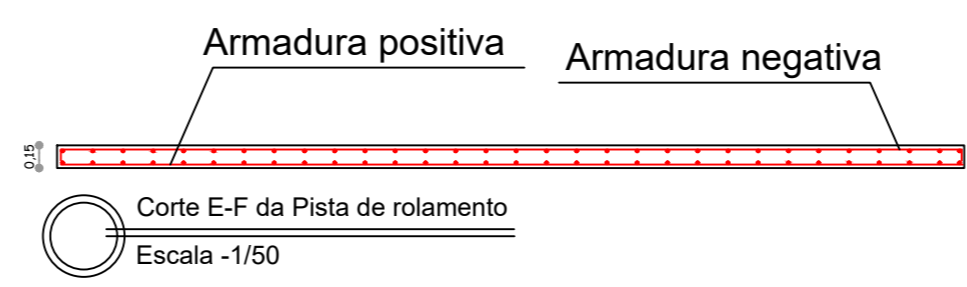 Armadura positiva
Armadura negativa
0,15
Corte E-F da Pista de rolamento
Escala -1/50